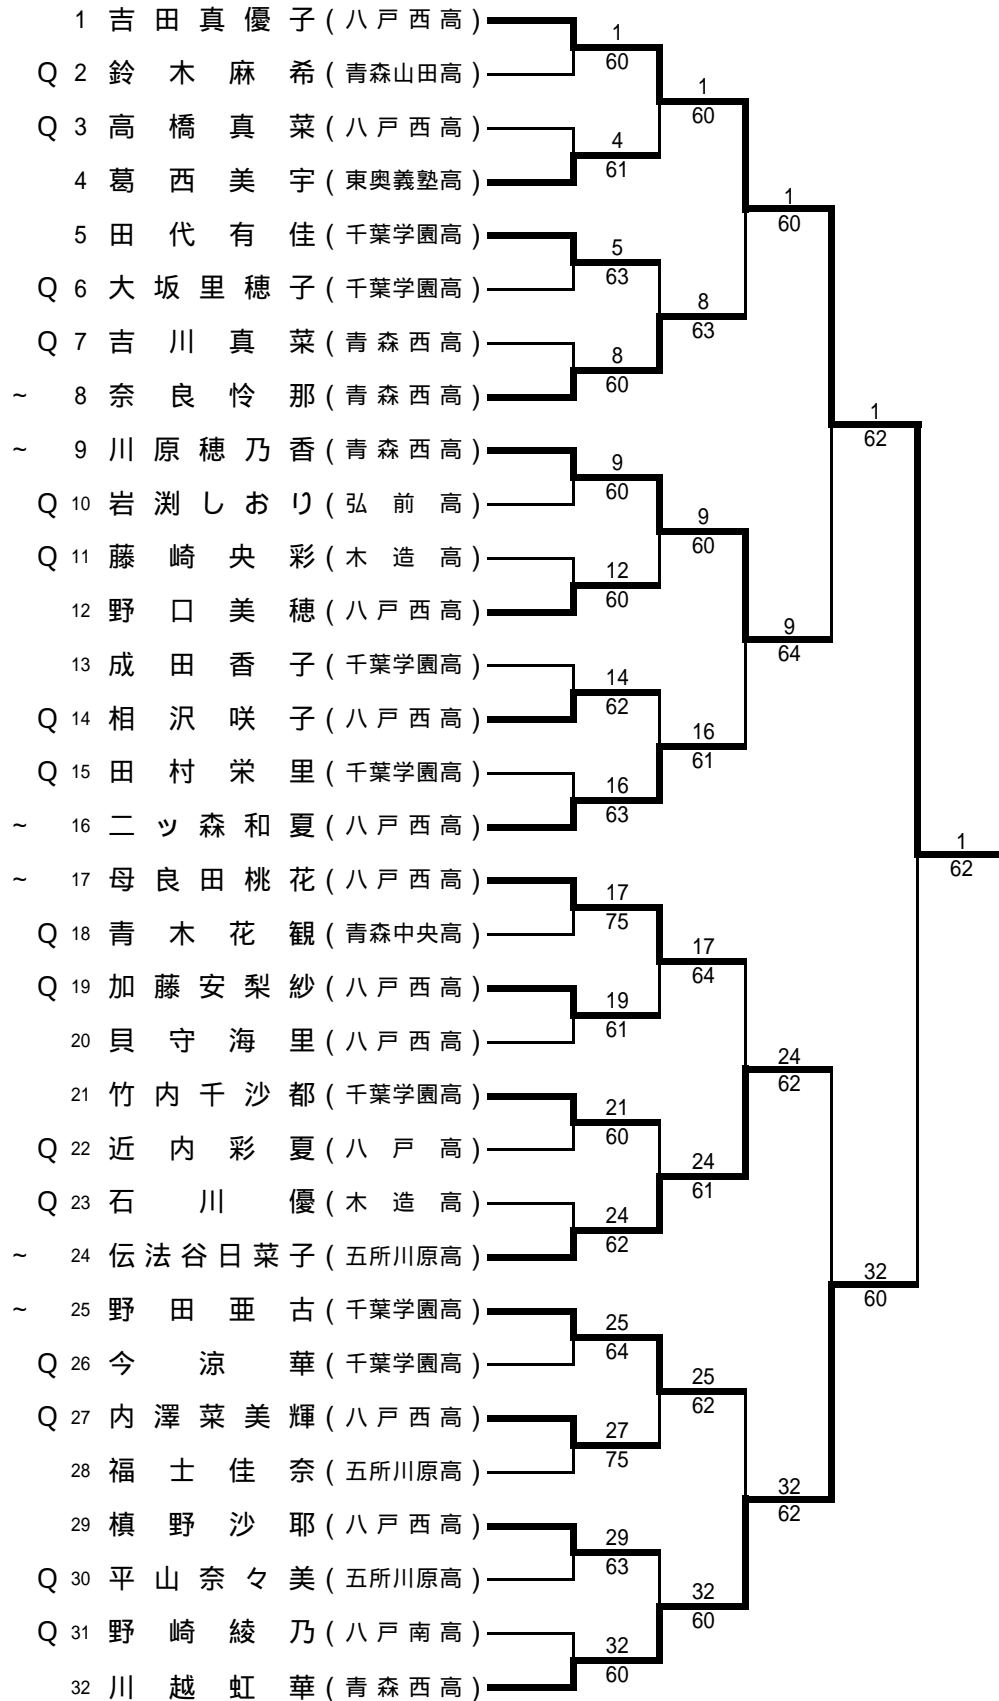 1 吉田真優子(八戸西高)
Q 2 鈴木麻希(青森山田高)
Q 3 高橋真菜(八戸西高)
4 葛西美宇(東奥義塾高)
5 田代有佳(千葉学園高)
Q 6 大坂里穂子(千葉学園高)
Q 7 吉川真菜(青森西高)
~ 8 奈良怜那(青森西高)
~ 9 川原穂乃香(青森西高)
Q 10 岩渕しおり(弘前高)
Q 11 藤崎央彩(木造高)
12 野口美穂(八戸西高)
13 成田香子(千葉学園高)
Q 14 相沢咲子(八戸西高)
Q 15 田村栄里(千葉学園高)
~ 16 二ッ森和夏(八戸西高)
~ 17 母良田桃花(八戸西高)
Q 18 青木花観(青森中央高)
Q 19 加藤安梨紗(八戸西高)
20 貝守海里(八戸西高)
21 竹内千沙都(千葉学園高)
Q 22 近内彩夏(八戸高)
Q 23 石川優(木造高)
~ 24 伝法谷日菜子(五所川原高)
~ 25 野田亜古(千葉学園高)
Q 26 今涼華(千葉学園高)
Q 27 内澤菜美輝(八戸西高)
28 福士佳奈(五所川原高)
29 槙野沙耶(八戸西高)
Q 30 平山奈々美(五所川原高)
Q 31 野崎綾乃(八戸南高)
32 川越虹華(青森西高)
1
60
4
61
5
63
8
60
9
60
12
60
14
62
16
63
17
75
19
61
21
60
24
62
25
64
27
75
29
63
32
60
1
60
8
63
9
60
16
61
17
64
24
61
25
62
32
60
1
60
9
64
24
62
32
62
1
62
32
60
1
62